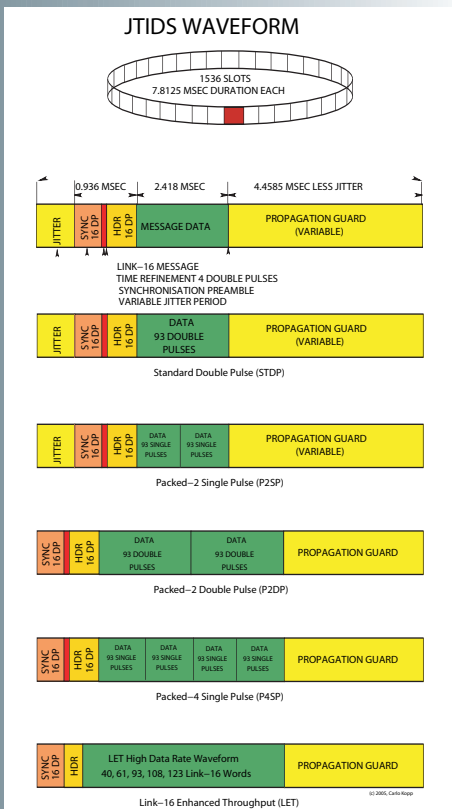 JTIDS WAVEFORM
1536 SLOTS
7.8125 MSEC DURATION EACH
0.936 MSEC
2.418 MSEC
4.4585 MSEC LESS JITTER
JITTER
SYNC
16 DP
HDR
16 DP
MESSAGE DATA
PROPAGATION GUARD
(VARIABLE)
LINK−16 MESSAGE
TIME REFINEMENT 4 DOUBLE PULSES
SYNCHRONISATION PREAMBLE
VARIABLE JITTER PERIOD
JITTER
SYNC
16 DP
HDR
16 DP
DATA
93 DOUBLE
PULSES
PROPAGATION GUARD
(VARIABLE)
Standard Double Pulse (STDP)
JITTER
SYNC
16 DP
HDR
16 DP
DATA
93 SINGLE
PULSES
DATA
93 SINGLE
PULSES
PROPAGATION GUARD
(VARIABLE)
Packed−2 Single Pulse (P2SP)
SYNC
16 DP
HDR
16 DP
DATA
93 DOUBLE
PULSES
DATA
93 DOUBLE
PULSES
PROPAGATION GUARD
Packed−2 Double Pulse (P2DP)
SYNC
16 DP
HDR
16 DP
DATA
93 SINGLE
PULSES
DATA
93 SINGLE
PULSES
DATA
93 SINGLE
PULSES
DATA
93 SINGLE
PULSES
PROPAGATION GUARD
Packed−4 Single Pulse (P4SP)
SYNC
16 DP
HDR
LET High Data Rate Waveform
40, 61, 93, 108, 123 Link−16 Words
PROPAGATION GUARD
(c) 2005, Carlo Kopp
Link−16 Enhanced Throughput (LET)